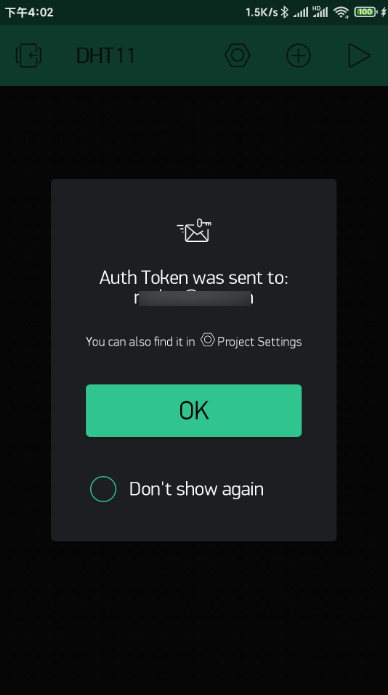 下午4:02
1.5K/s
HD
100
DHT11
Auth Token was sent to:
You can also find it in Project Settings
OK
Don't show again